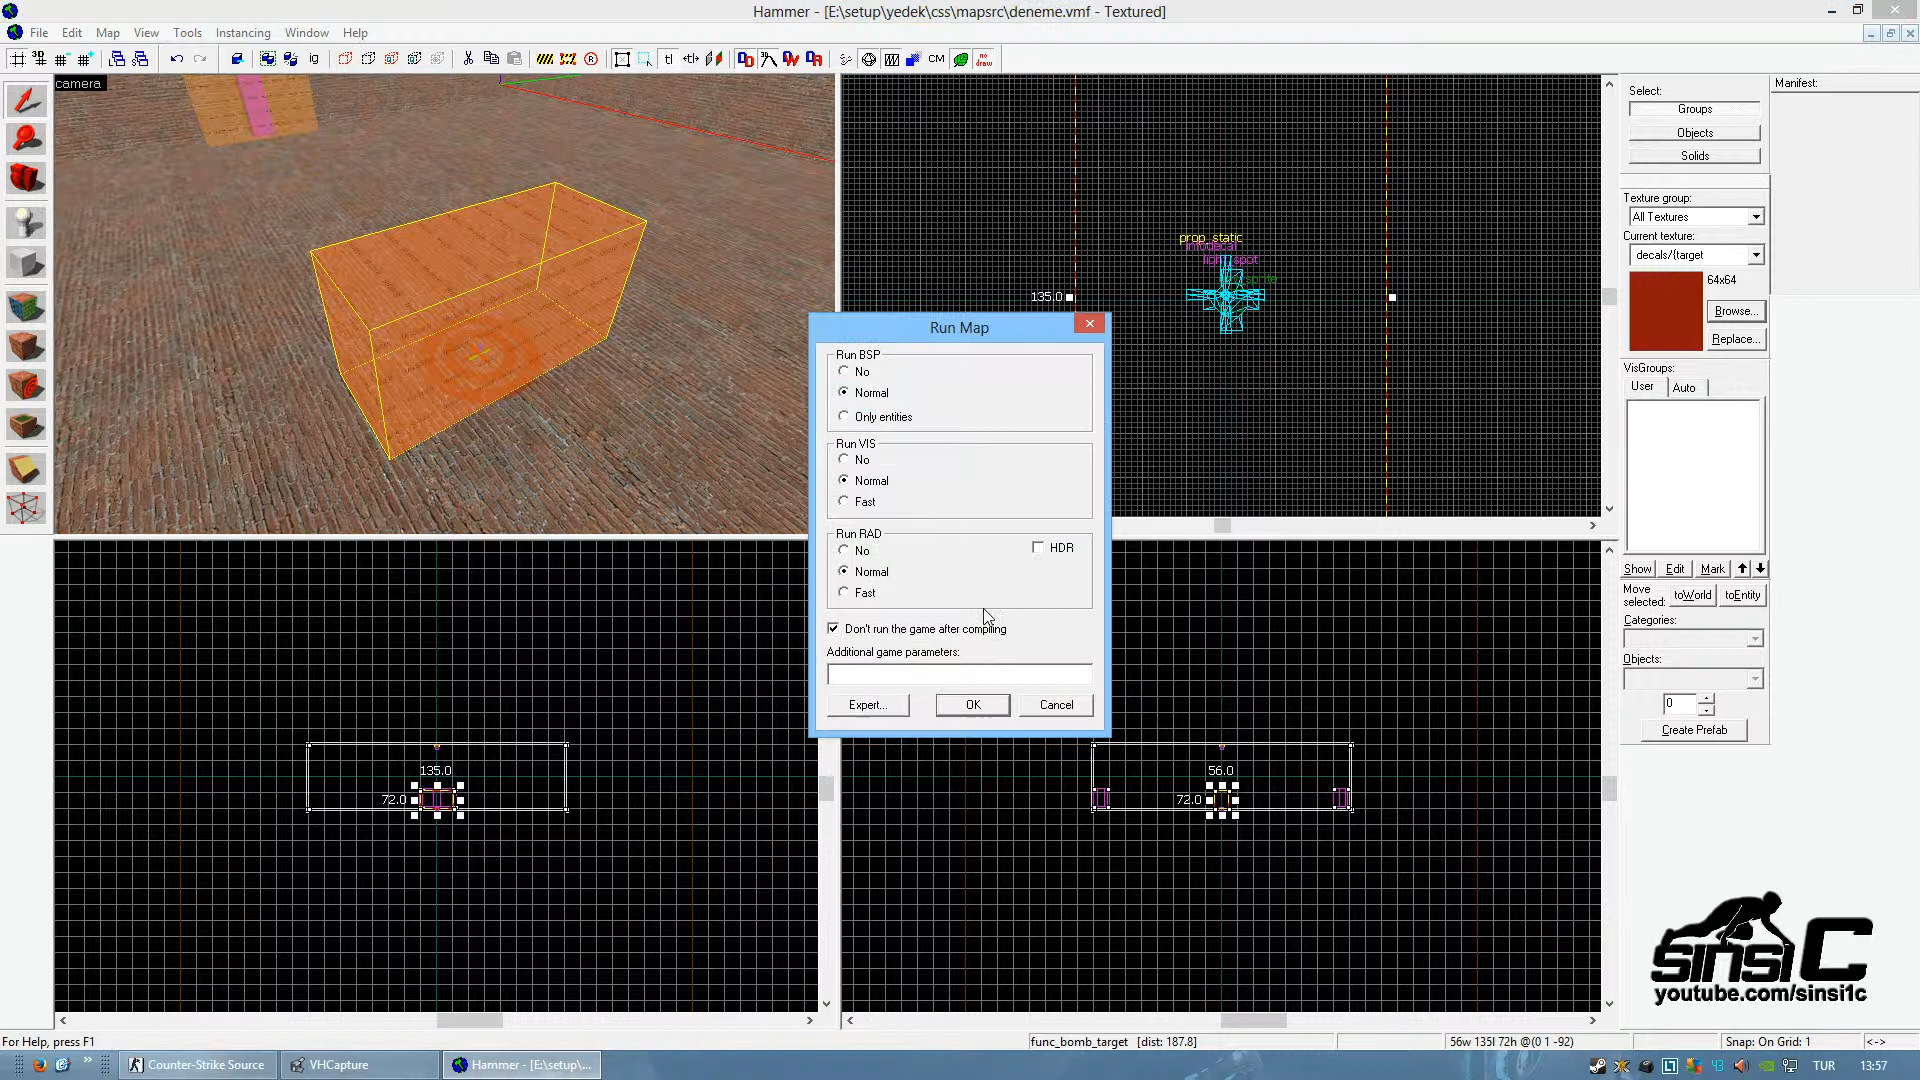 Hammer - [E:\setup\yedek\css\mapsrc\deneme.vmf - Textured]
File Edit Map View Tools Instancing Window Help
camera
prop_static
infodecal
light_spot
135.0
Run Map
Run BSP
No
Normal
Only entities
Run VIS
No
Normal
Fast
Run RAD
No
HDR
Normal
Fast
Don't run the game after compiling
Additional game parameters:
Expert... OK Cancel
135.0
72.0
56.0
72.0
Select:
Groups
Objects
Solids
Texture group:
All Textures
Current texture:
decals/{target
64x64
Browse...
Replace...
VisGroups:
User Auto
Show Edit Mark
Move selected: toWorld toEntity
Categories:
Objects:
0
Create Prefab
Manifest:
sinsi C
youtube.com/sinsi1c
For Help, press F1
func_bomb_target [dist: 187.8]
56w 135l 72h @(0 1 -92)
Snap: On Grid: 1
<->
Counter-Strike Source
VHCapture
Hammer - [E:\setup\...
TUR
13:57